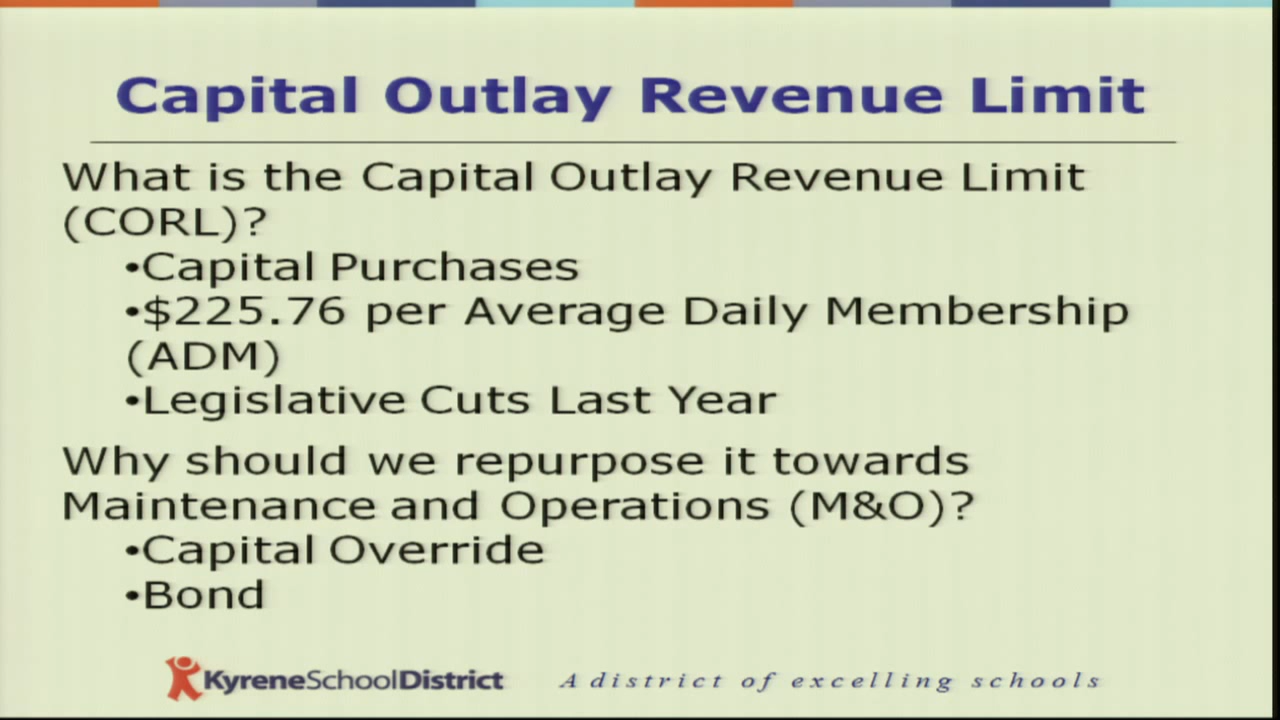 Capital Outlay Revenue Limit
What is the Capital Outlay Revenue Limit
(CORL)?
•Capital Purchases
•$225.76 per Average Daily Membership
(ADM)
•Legislative Cuts Last Year
Why should we repurpose it towards
Maintenance and Operations (M&O)?
•Capital Override
•Bond
KyreneSchoolDistrict A district of excelling schools